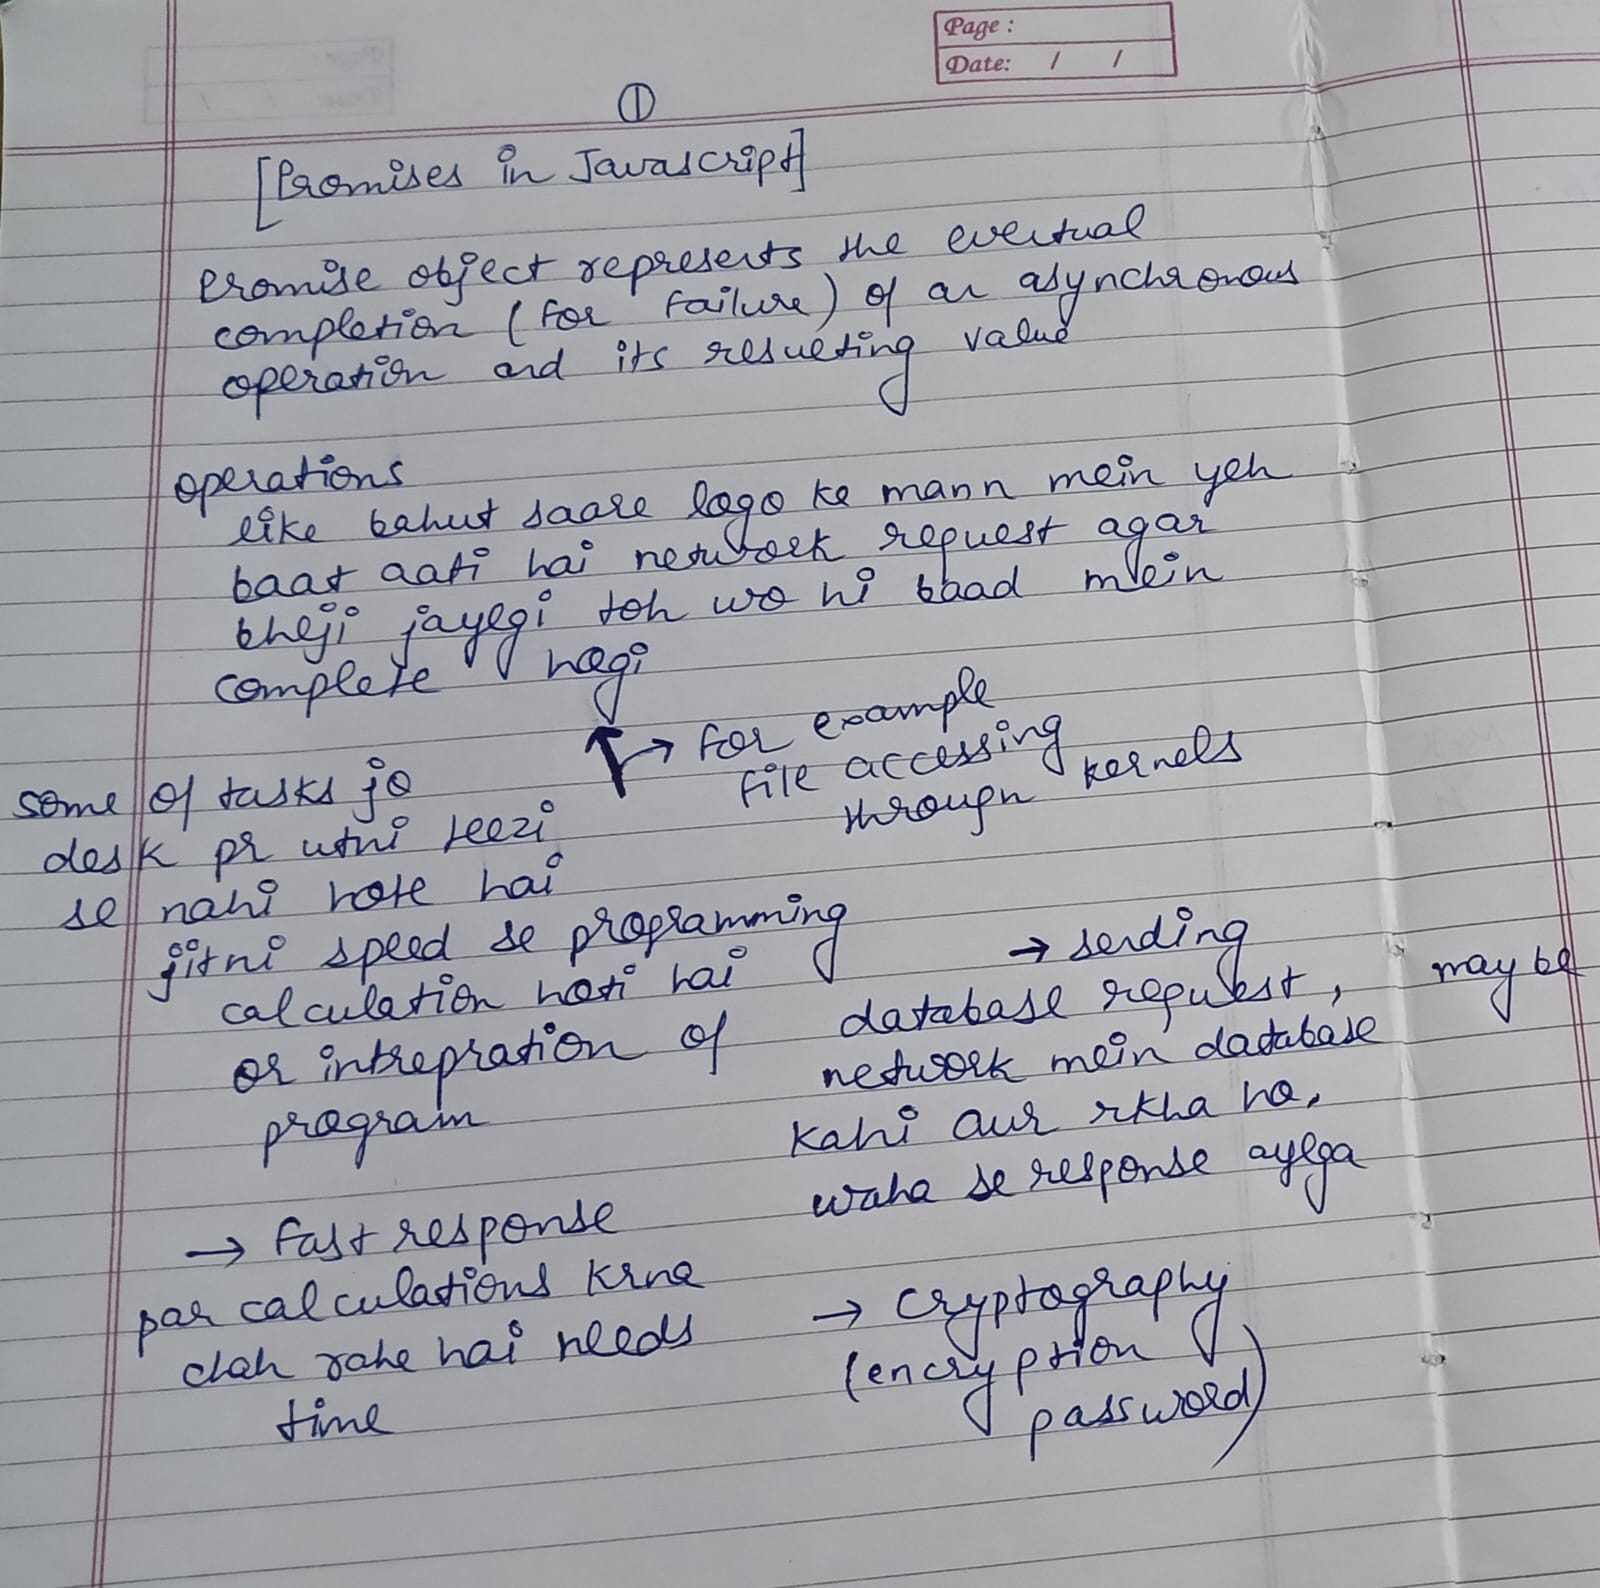 Page :
Date: / /
①
[Promises in Javascript]
Promise object represents the eventual
completion (for failure) of an asynchronous
operation and its resulting value
operations
like bahut saare logo ke mann mein yeh
baat aati hai network request agar
bheji jayegi toh wo hi baad mein
complete hogi
→ for example
file accessing
through kernels
some of tasks jo
desk pr utni teezi
se nahi hote hai
jitni speed se programming
calculation hoti hai
or intrepration of
program
→ sending
database request, may be
network mein database
kahi aur rkha ho,
waha se response ayega
→ fast response
par calculations krna
chah rahe hai needs
time
→ cryptography
(encryption
password)